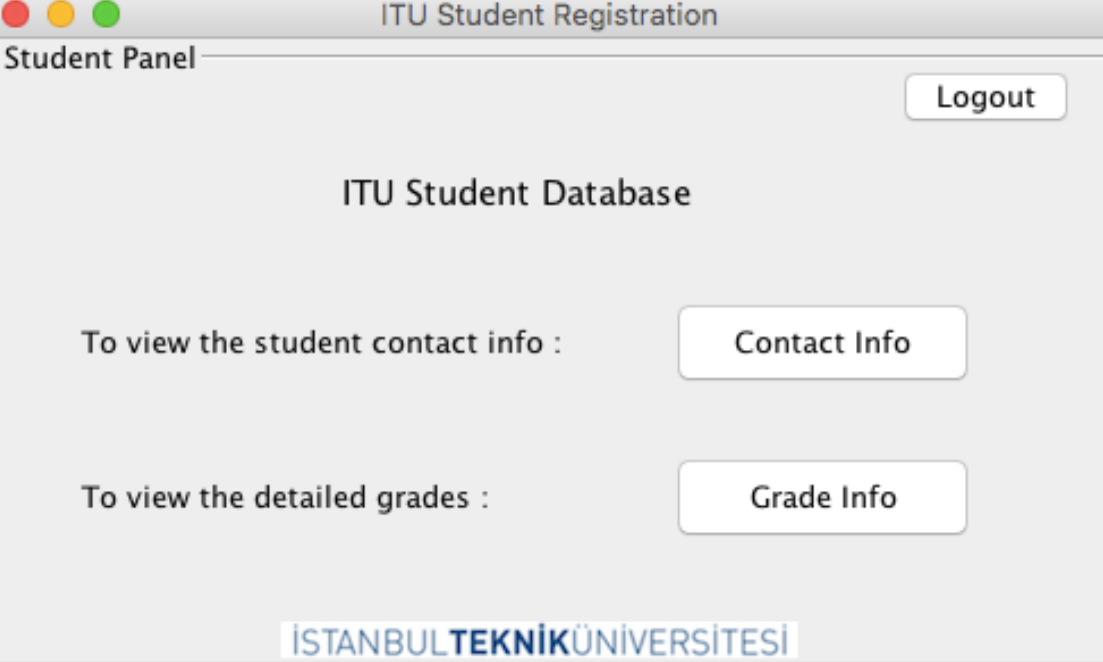 ITU Student Registration
Student Panel
Logout
ITU Student Database
To view the student contact info :
Contact Info
To view the detailed grades :
Grade Info
İSTANBULTEKNİKÜNİVERSİTESİ